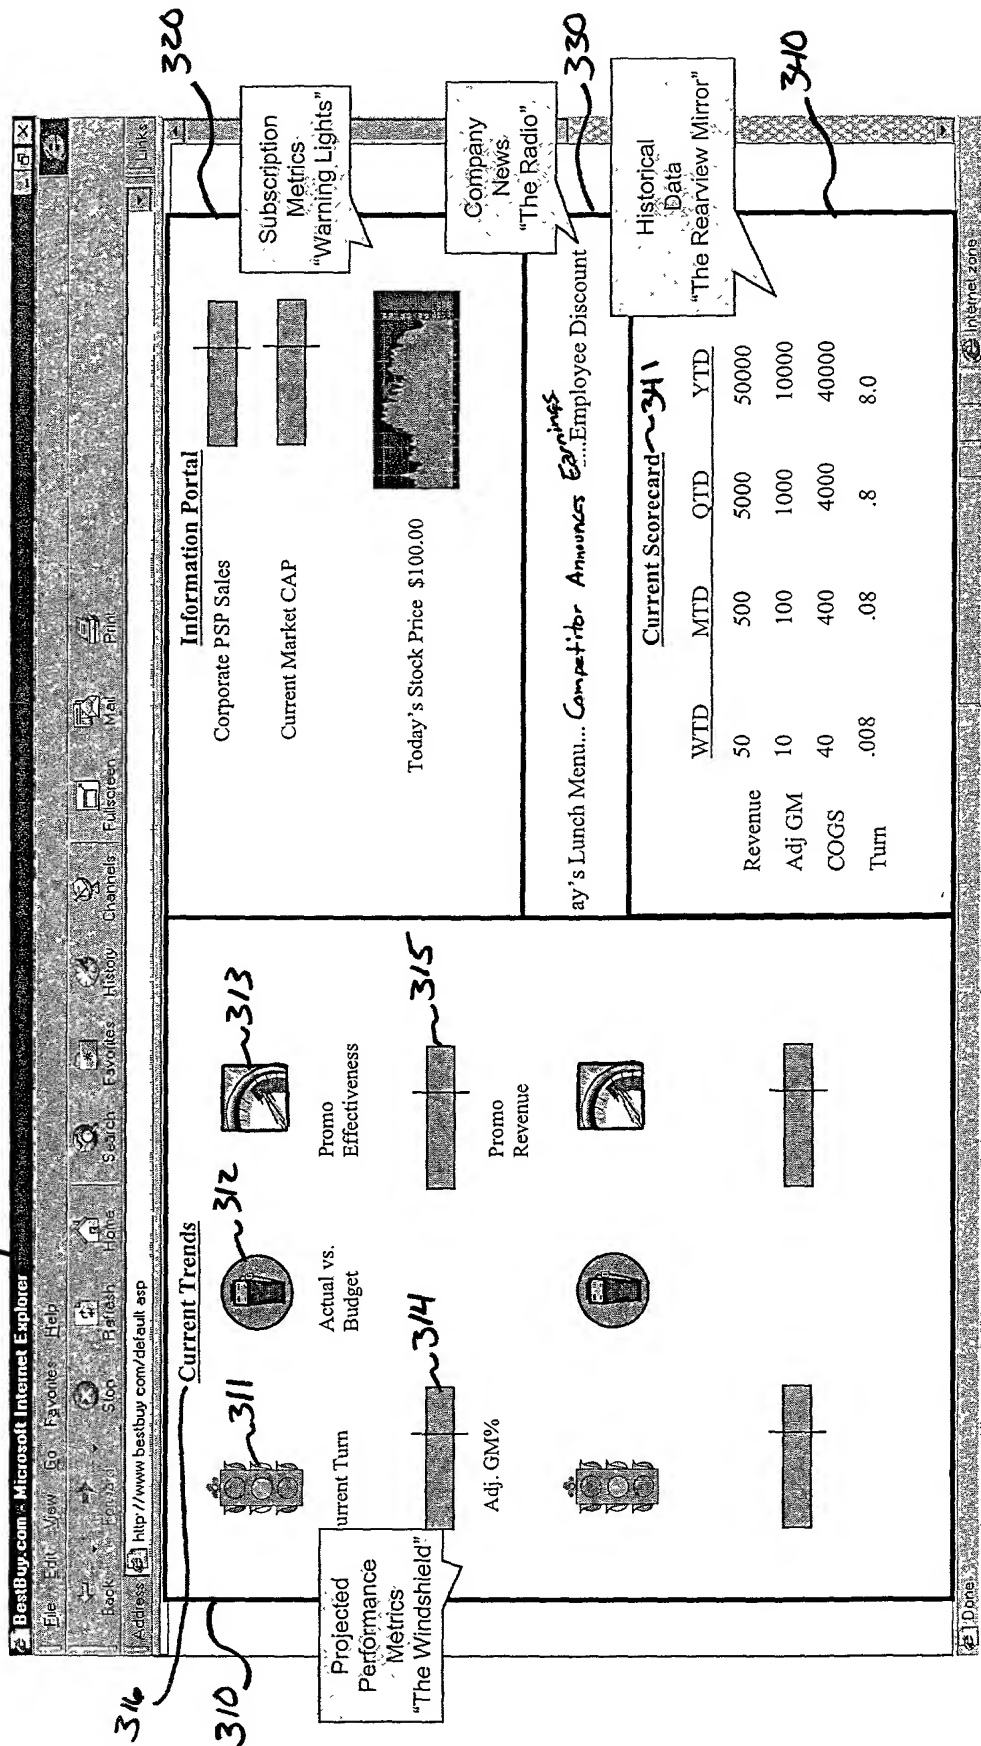 BestBuy.com - Microsoft Internet Explorer
File Edit View Go Favorites Help
Back Forward Stop Refresh Home Search Favorites History Channels Fullscreen Mail Print
Address http://www bestbuy com/default asp Links
316
310
Current Trends
311
312
313
urrent Turn
Actual vs.
Budget
Promo
Effectiveness
314
315
Adj. GM%
Promo
Revenue
Projected
Performance
Metrics
"The Windshield"
320
Information Portal
Corporate PSP Sales
Current Market CAP
Today's Stock Price $100.00
Subscription
Metrics
"Warning Lights"
330
Company
News
"The Radio"
ay's Lunch Menu... Competitor Announces Earnings ....Employee Discount
Historical
Data
"The Rearview Mirror"
340
Current Scorecard 341
WTD MTD QTD YTD
Revenue 50 500 5000 50000
Adj GM 10 100 1000 10000
COGS 40 400 4000 40000
Turn .008 .08 .8 8.0
Done Internet zone